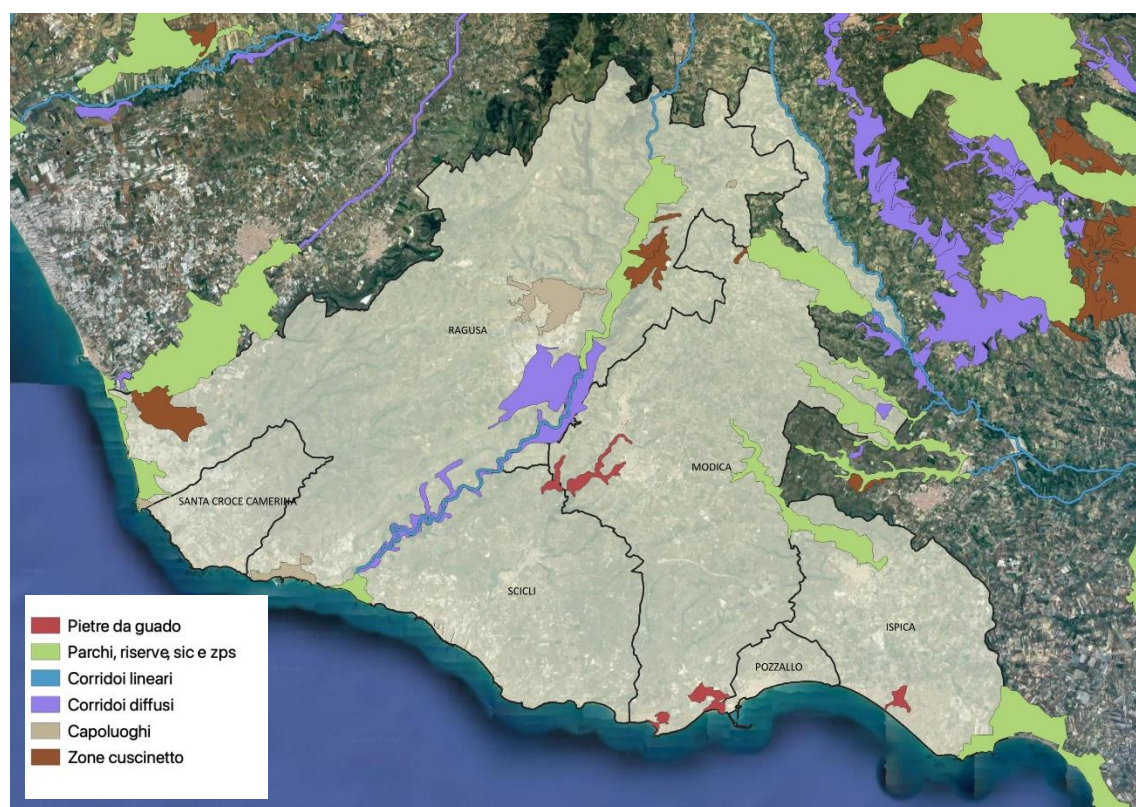 RAGUSA
MODICA
SANTA CROCE CAMERINA
SCICLI
ISPICA
POZZALLO
Pietre da guado
Parchi, riserve, sic e zps
Corridoi lineari
Corridoi diffusi
Capoluoghi
Zone cuscinetto